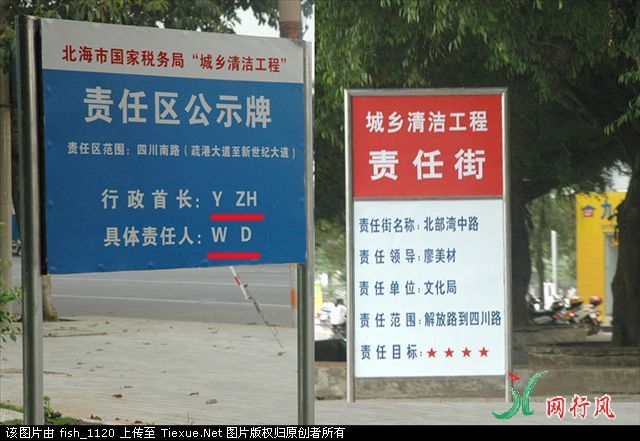 北海市国家税务局“城乡清洁工程”
责任区公示牌
责任区范围：四川南路（疏港大道至新世纪大道）
行政首长：Y ZH
具体责任人：W D
城乡清洁工程
责任街
责任街名称：北部湾中路
责任领导：廖美材
责任单位：文化局
责任范围：解放路到四川路
责任目标：★★★★
网行风
该图片由 fish_1120 上传至 Tiexue.Net 图片版权归原创者所有